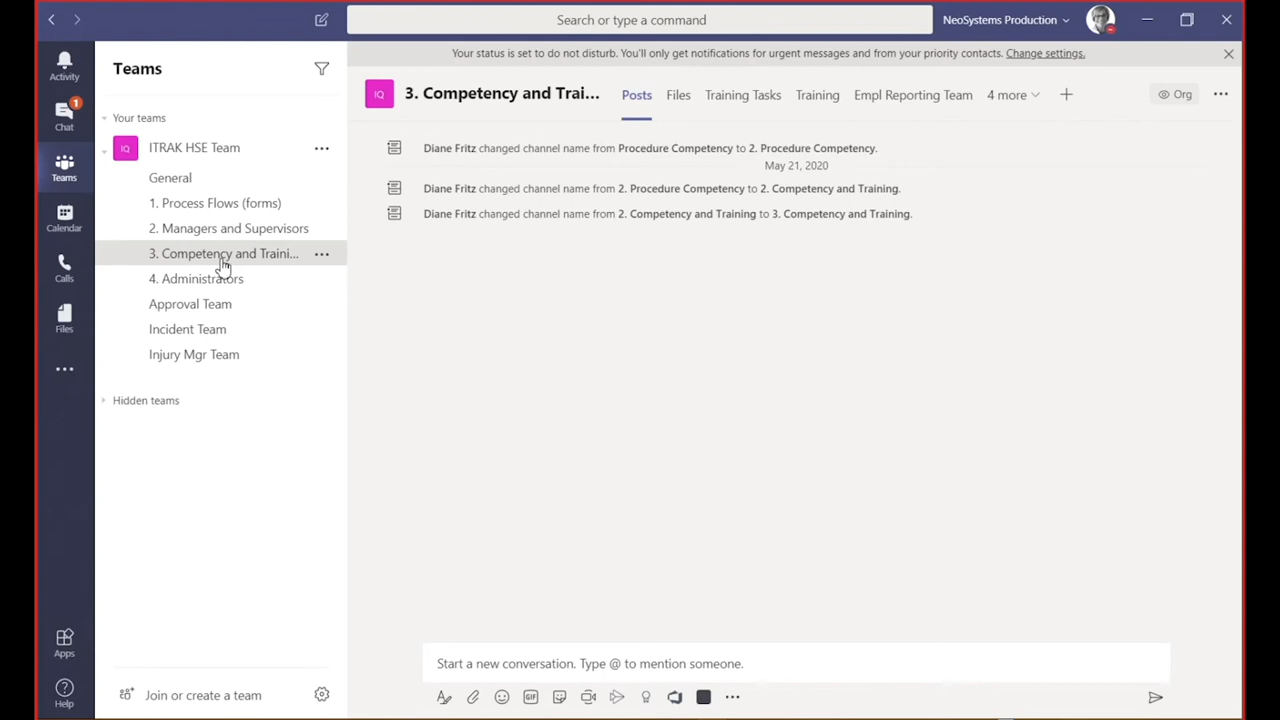 Search or type a command
NeoSystems Production
Activity
Chat
1
Teams
Calendar
Calls
Files
Apps
Help
Teams
Your teams
IQ ITRAK HSE Team
General
1. Process Flows (forms)
2. Managers and Supervisors
3. Competency and Traini...
4. Administrators
Approval Team
Incident Team
Injury Mgr Team
Hidden teams
Join or create a team
Your status is set to do not disturb. You'll only get notifications for urgent messages and from your priority contacts. Change settings.
IQ 3. Competency and Trai... Posts Files Training Tasks Training Empl Reporting Team 4 more Org
Diane Fritz changed channel name from Procedure Competency to 2. Procedure Competency.
May 21, 2020
Diane Fritz changed channel name from 2. Procedure Competency to 2. Competency and Training.
Diane Fritz changed channel name from 2. Competency and Training to 3. Competency and Training.
Start a new conversation. Type @ to mention someone.
GIF